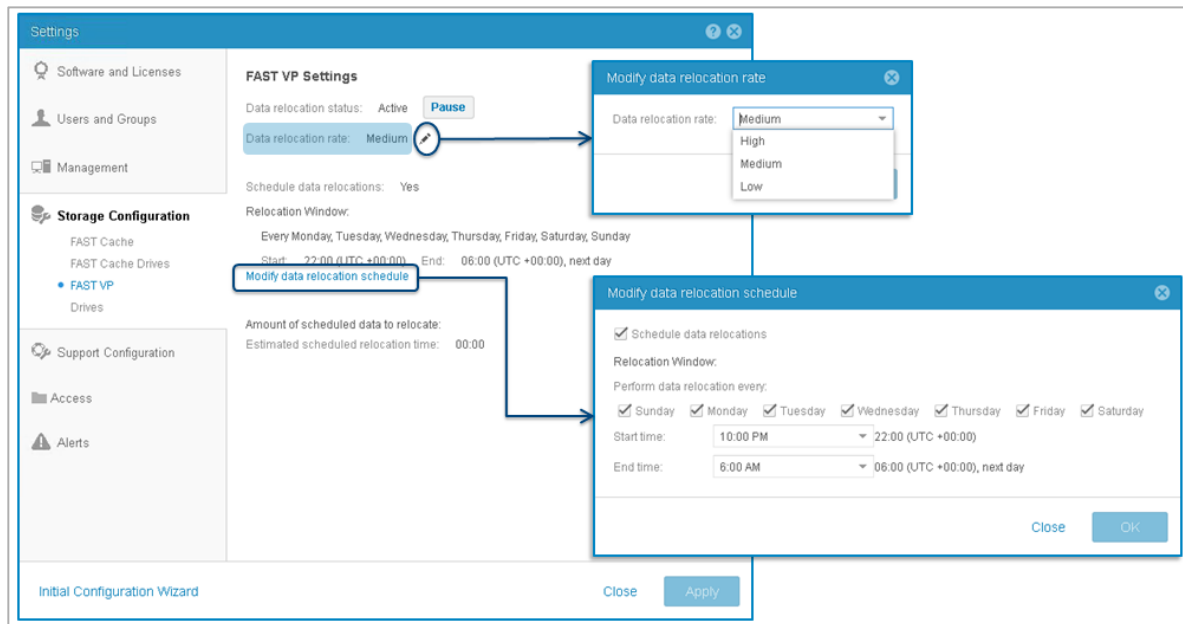 Settings
Software and Licenses
Users and Groups
Management
Storage Configuration
FAST Cache
FAST Cache Drives
FAST VP
Drives
Support Configuration
Access
Alerts
Initial Configuration Wizard
FAST VP Settings
Data relocation status: Active Pause
Data relocation rate: Medium
Schedule data relocations: Yes
Relocation Window:
Every Monday, Tuesday, Wednesday, Thursday, Friday, Saturday, Sunday
Start: 22:00 (UTC +00:00) End: 06:00 (UTC +00:00), next day
Modify data relocation schedule
Amount of scheduled data to relocate:
Estimated scheduled relocation time: 00:00
Close Apply
Modify data relocation rate
Data relocation rate: Medium
High
Medium
Low
Modify data relocation schedule
Schedule data relocations
Relocation Window:
Perform data relocation every:
Sunday Monday Tuesday Wednesday Thursday Friday Saturday
Start time: 10:00 PM 22:00 (UTC +00:00)
End time: 6:00 AM 06:00 (UTC +00:00), next day
Close OK